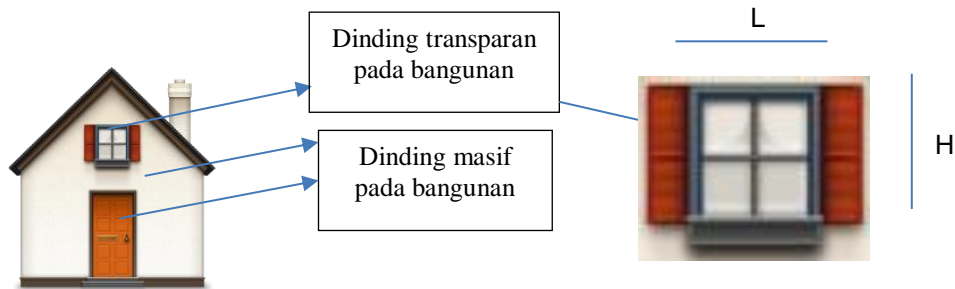 L
Dinding transparan
pada bangunan
H
Dinding masif
pada bangunan